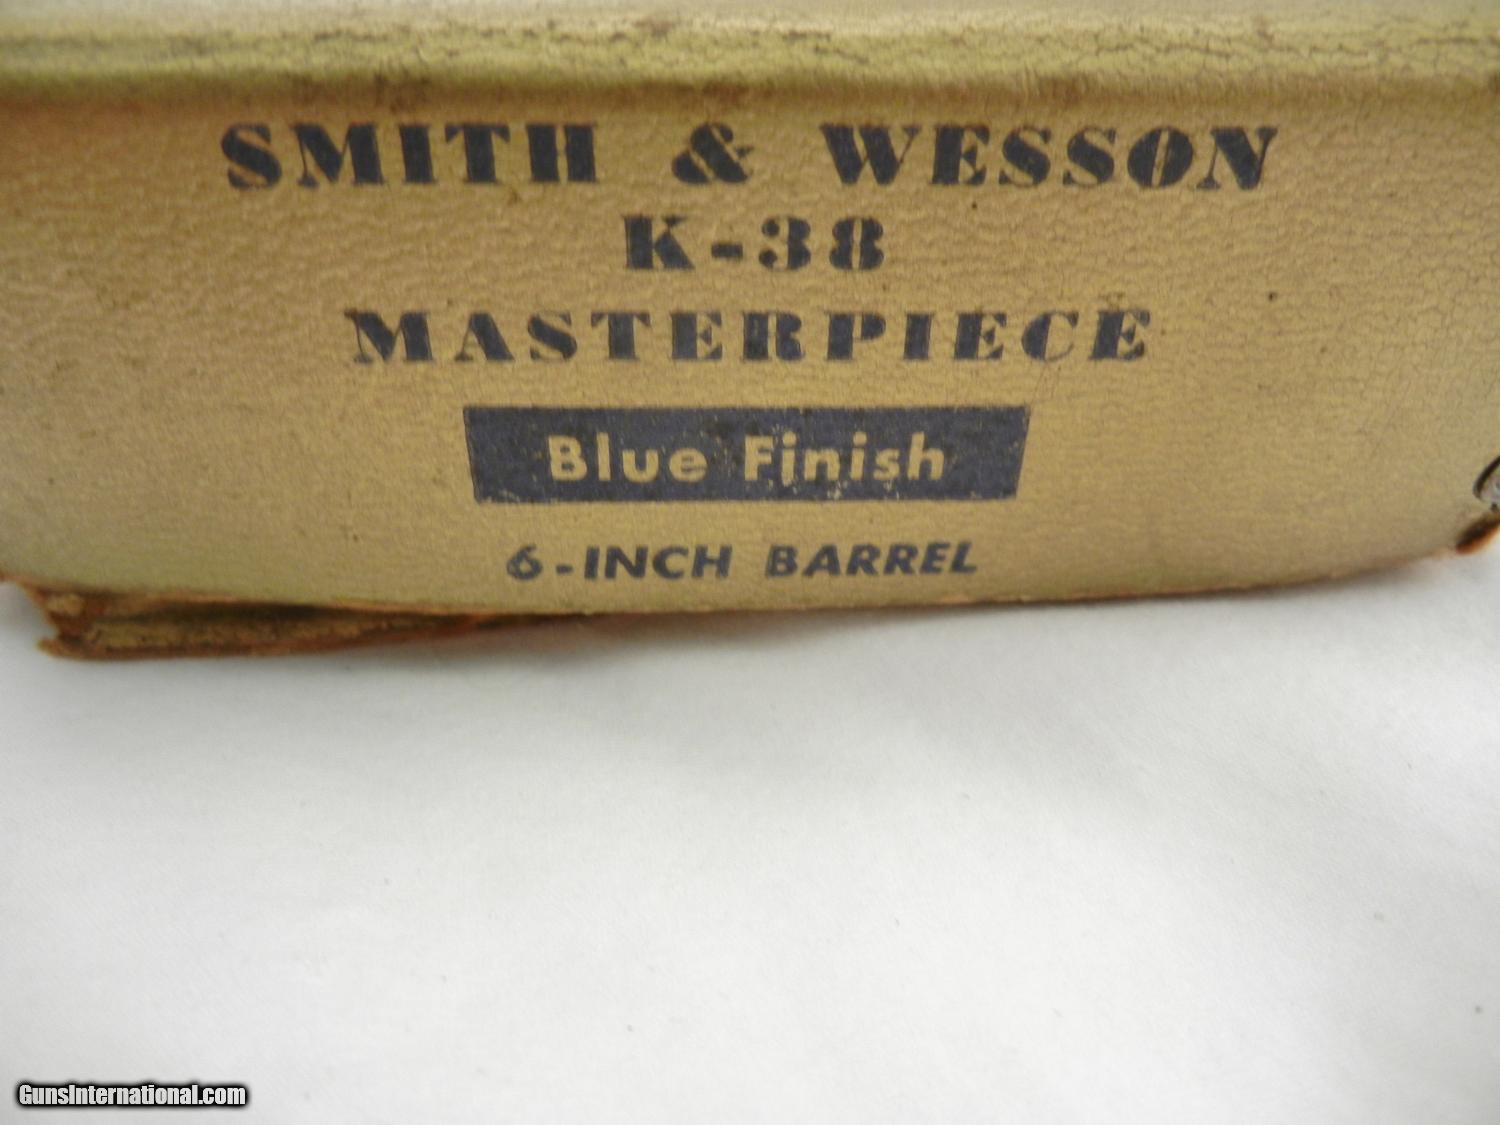 SMITH & WESSON
K-38
MASTERPIECE
Blue Finish
6-INCH BARREL
GunsInternational.com